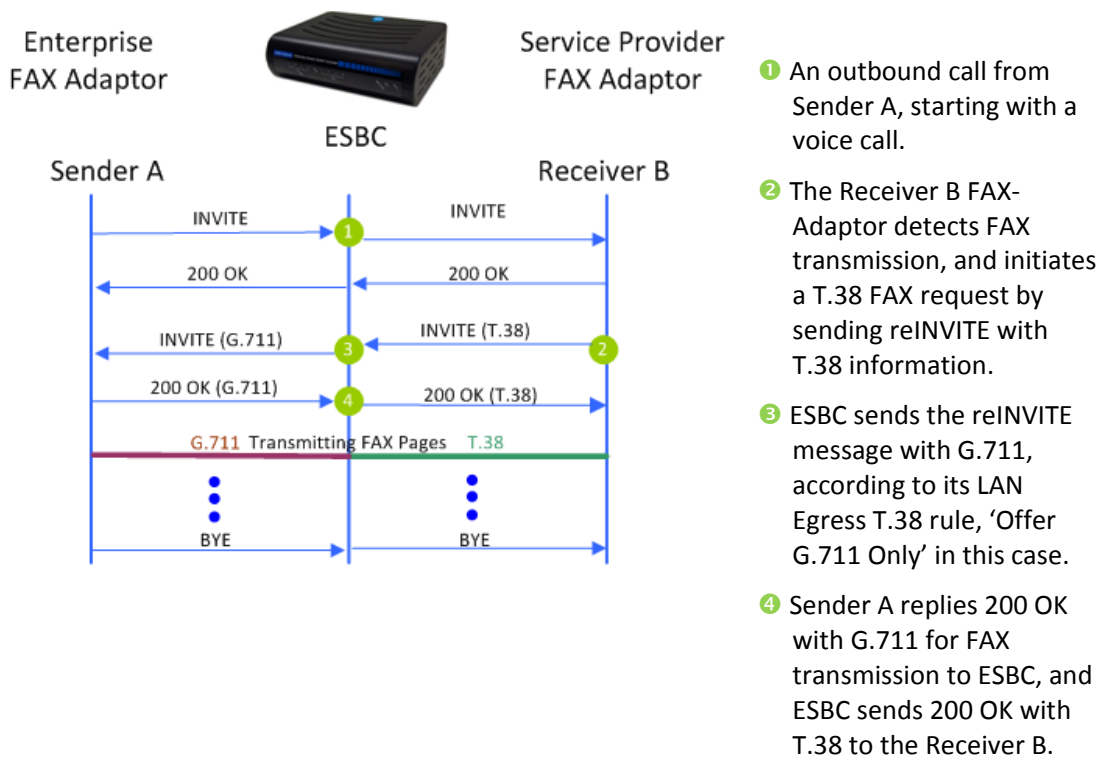 Enterprise
FAX Adaptor
Service Provider
FAX Adaptor
ESBC
Sender A
Receiver B
INVITE
INVITE
1
200 OK
200 OK
INVITE (G.711)
INVITE (T.38)
3
2
200 OK (G.711)
200 OK (T.38)
4
G.711 Transmitting FAX Pages T.38
BYE
BYE
1 An outbound call from
Sender A, starting with a
voice call.
2 The Receiver B FAX-
Adaptor detects FAX
transmission, and initiates
a T.38 FAX request by
sending reINVITE with
T.38 information.
3 ESBC sends the reINVITE
message with G.711,
according to its LAN
Egress T.38 rule, ‘Offer
G.711 Only’ in this case.
4 Sender A replies 200 OK
with G.711 for FAX
transmission to ESBC, and
ESBC sends 200 OK with
T.38 to the Receiver B.